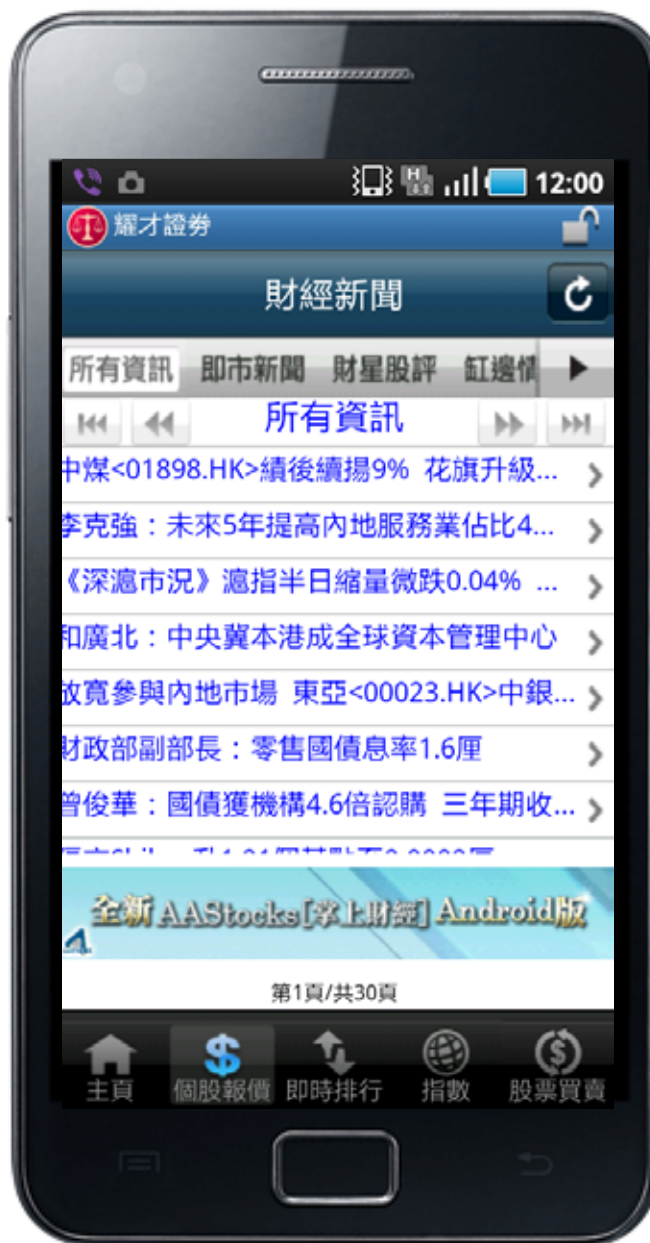 12:00
耀才證券
財經新聞
所有資訊 即市新聞 財星股評 缸邊情
所有資訊
中煤<01898.HK>績後續揚9% 花旗升級...
李克強：未來5年提高內地服務業佔比4...
《深滬市況》滬指半日縮量微跌0.04% ...
和廣北：中央冀本港成全球資本管理中心
放寬參與內地市場 東亞<00023.HK>中銀...
財政部副部長：零售國債息率1.6厘
曾俊華：國債獲機構4.6倍認購 三年期收...
全新 AAStocks[掌上財經] Android版
第1頁/共30頁
主頁 個股報價 即時排行 指數 股票買賣